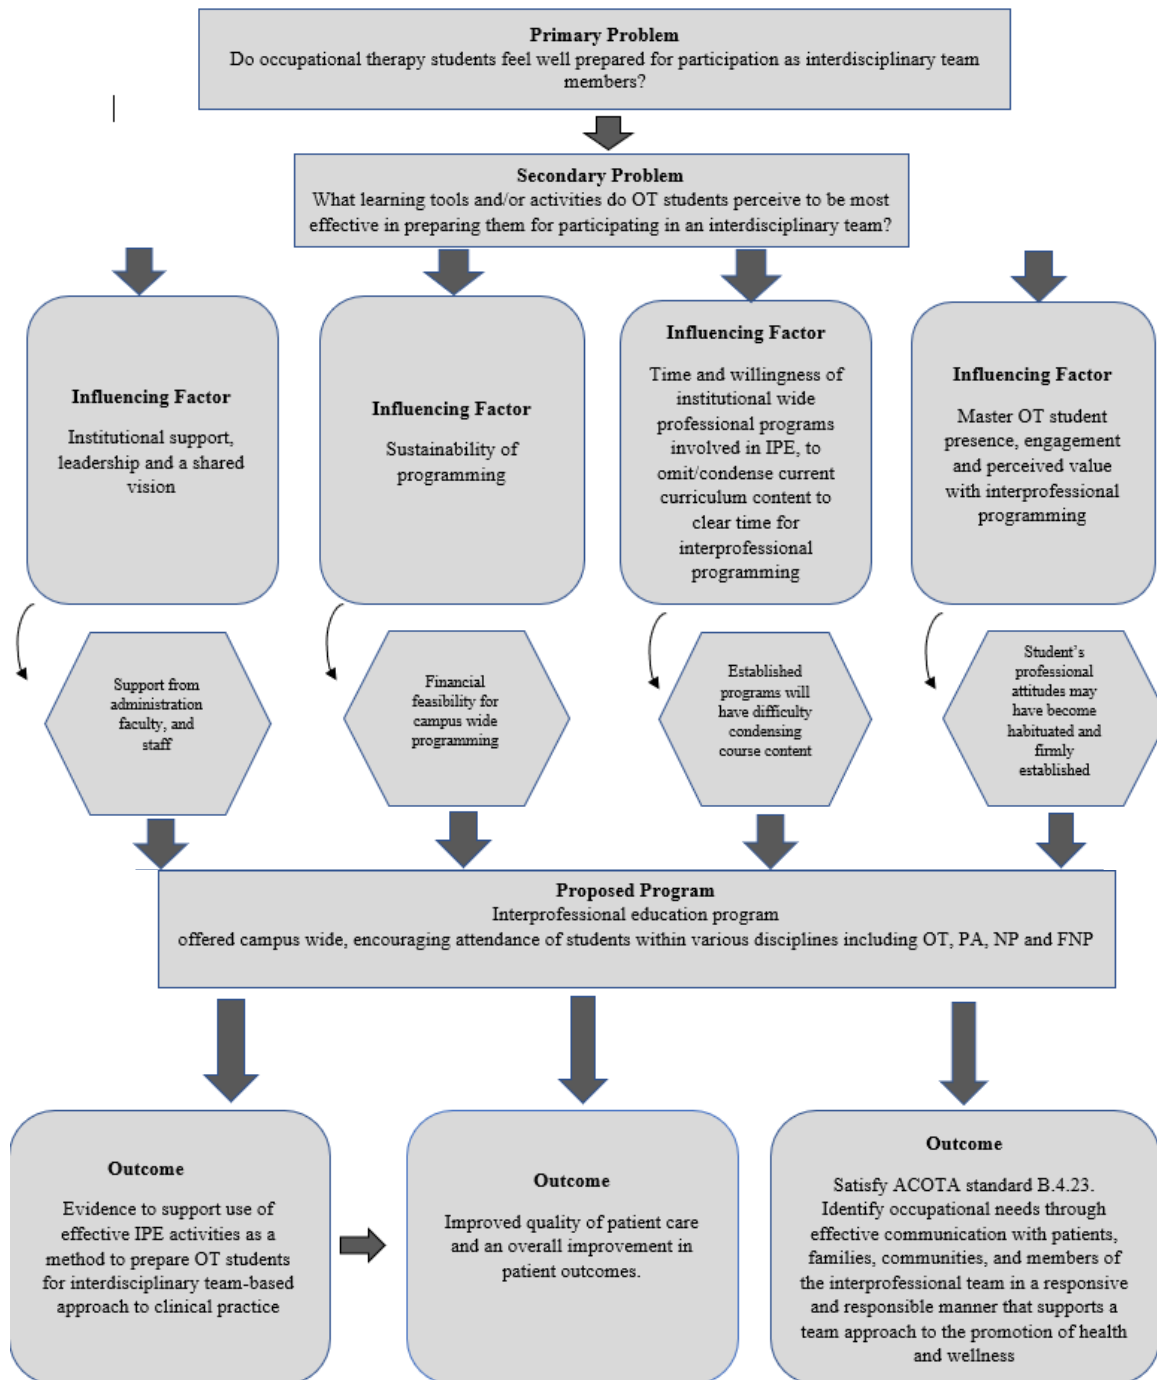 Primary Problem
Do occupational therapy students feel well prepared for participation as interdisciplinary team
members?
Secondary Problem
What learning tools and/or activities do OT students perceive to be most
effective in preparing them for participating in an interdisciplinary team?
Influencing Factor
Institutional support,
leadership and a shared
vision
Influencing Factor
Sustainability of
programming
Influencing Factor
Time and willingness of
institutional wide
professional programs
involved in IPE, to
omit/condense current
curriculum content to
clear time for
interprofessional
programming
Influencing Factor
Master OT student
presence, engagement
and perceived value
with interprofessional
programming
Support from
administration
faculty, and
staff
Financial
feasibility for
campus wide
programming
Established
programs will
have difficulty
condensing
course content
Student’s
professional
attitudes may
have become
habituated and
firmly
established
Proposed Program
Interprofessional education program
offered campus wide, encouraging attendance of students within various disciplines including OT, PA, NP and FNP
Outcome
Evidence to support use of
effective IPE activities as a
method to prepare OT students
for interdisciplinary team-based
approach to clinical practice
Outcome
Improved quality of patient care
and an overall improvement in
patient outcomes.
Outcome
Satisfy ACOTA standard B.4.23.
Identify occupational needs through
effective communication with patients,
families, communities, and members of
the interprofessional team in a responsive
and responsible manner that supports a
team approach to the promotion of health
and wellness